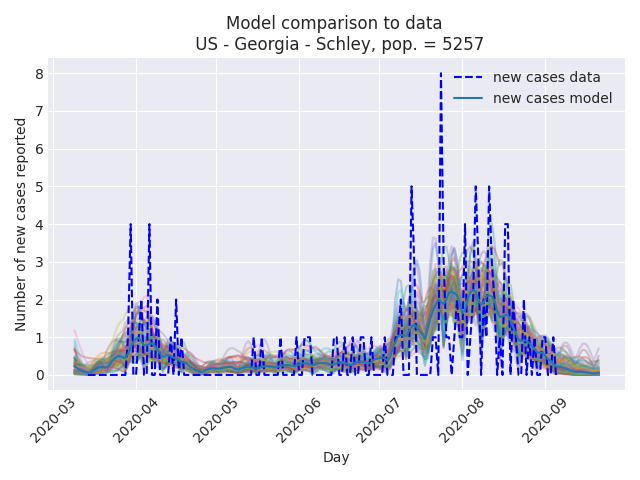 Model comparison to data
US - Georgia - Schley, pop. = 5257
new cases data
new cases model
Number of new cases reported
8
7
6
5
4
3
2
1
0
2020-03
2020-04
2020-05
2020-06
2020-07
2020-08
2020-09
Day